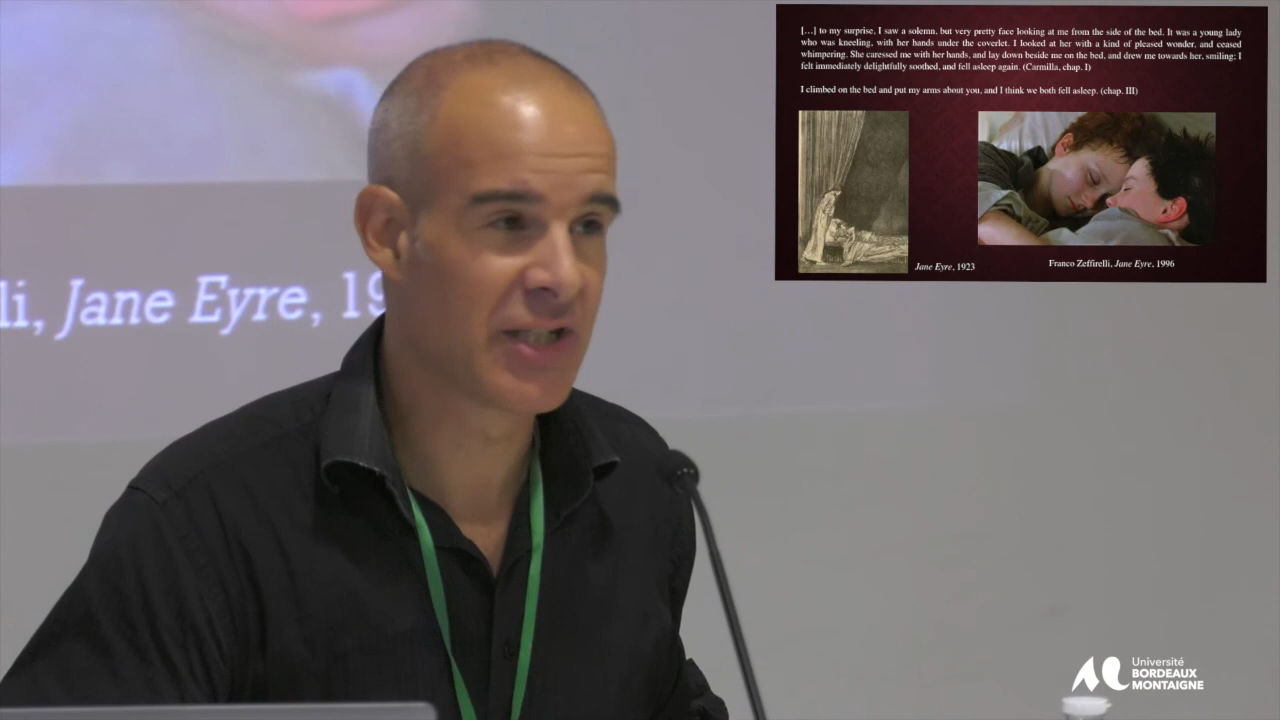 […] to my surprise, I saw a solemn, but very pretty face looking at me from the side of the bed. It was a young lady
who was kneeling, with her hands under the coverlet. I looked at her with a kind of pleased wonder, and ceased
whimpering. She caressed me with her hands, and lay down beside me on the bed, and drew me towards her, smiling; I
felt immediately delightfully soothed, and fell asleep again. (Carmilla, chap. I)
I climbed on the bed and put my arms about you, and I think we both fell asleep. (chap. III)
Jane Eyre, 1923
Franco Zeffirelli, Jane Eyre, 1996
li, Jane Eyre, 19
Université
BORDEAUX
MONTAIGNE